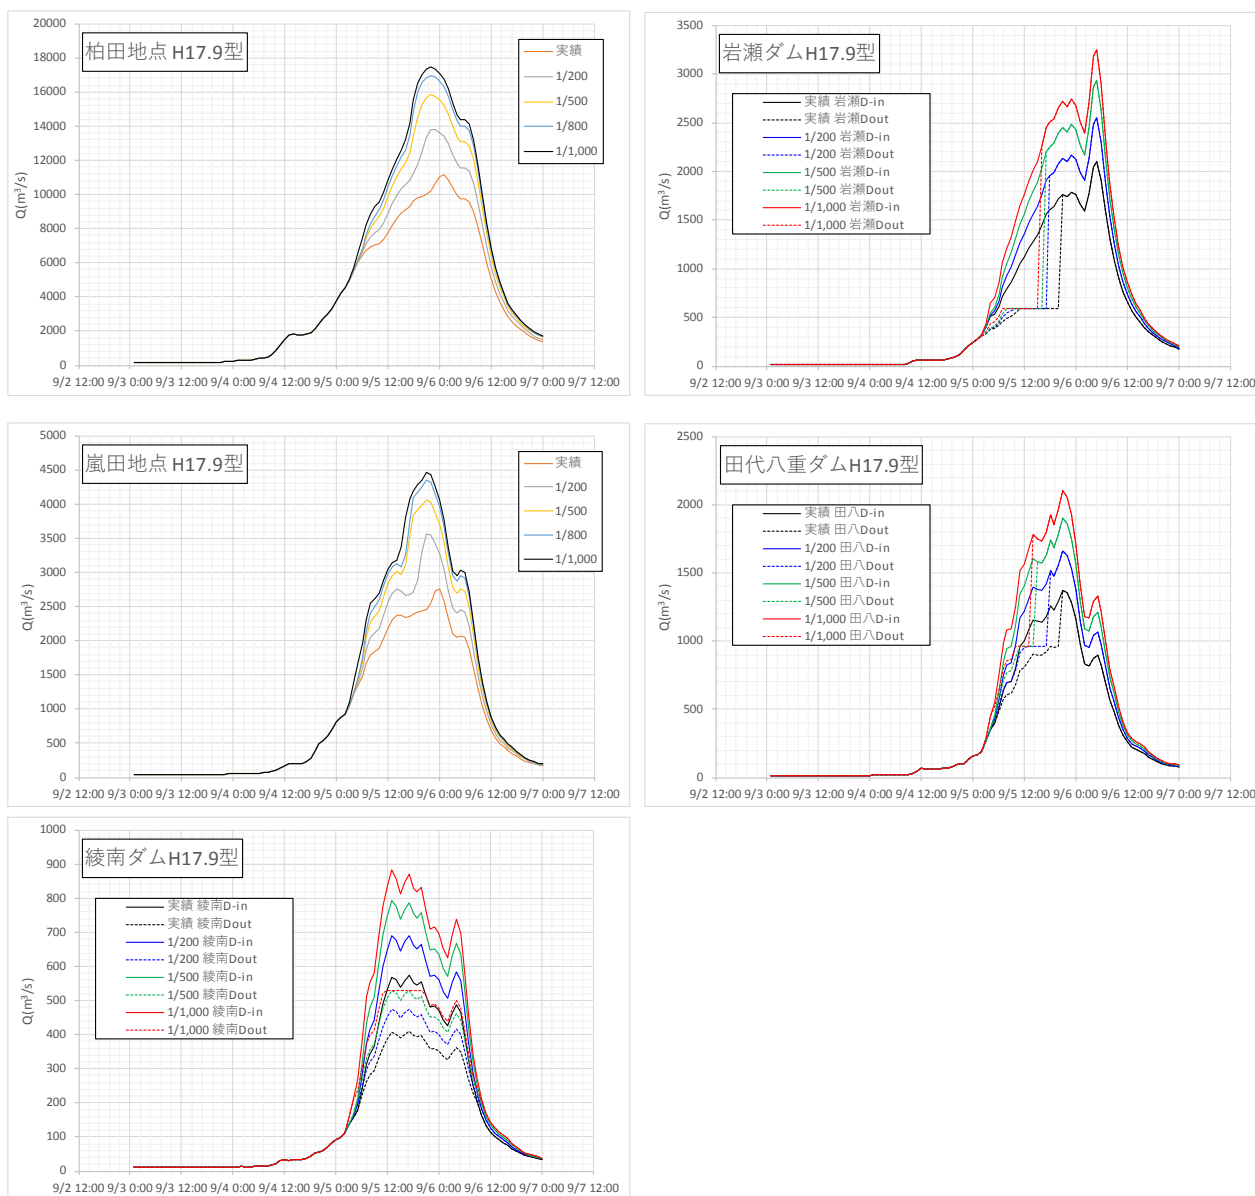 柏田地点 H17.9型
Q(m³/s)
20000
18000
16000
14000
12000
10000
8000
6000
4000
2000
0
9/2 12:00 9/3 0:00 9/3 12:00 9/4 0:00 9/4 12:00 9/5 0:00 9/5 12:00 9/6 0:00 9/6 12:00 9/7 0:00 9/7 12:00
実績
1/200
1/500
1/800
1/1,000
岩瀬ダムH17.9型
Q(m³/s)
3500
3000
2500
2000
1500
1000
500
0
9/2 12:00 9/3 0:00 9/3 12:00 9/4 0:00 9/4 12:00 9/5 0:00 9/5 12:00 9/6 0:00 9/6 12:00 9/7 0:00 9/7 12:00
実績 岩瀬D-in
実績 岩瀬Dout
1/200 岩瀬D-in
1/200 岩瀬Dout
1/500 岩瀬D-in
1/500 岩瀬Dout
1/1,000 岩瀬D-in
1/1,000 岩瀬Dout
嵐田地点 H17.9型
Q(m³/s)
5000
4500
4000
3500
3000
2500
2000
1500
1000
500
0
9/2 12:00 9/3 0:00 9/3 12:00 9/4 0:00 9/4 12:00 9/5 0:00 9/5 12:00 9/6 0:00 9/6 12:00 9/7 0:00 9/7 12:00
実績
1/200
1/500
1/800
1/1,000
田代八重ダムH17.9型
Q(m³/s)
2500
2000
1500
1000
500
0
9/2 12:00 9/3 0:00 9/3 12:00 9/4 0:00 9/4 12:00 9/5 0:00 9/5 12:00 9/6 0:00 9/6 12:00 9/7 0:00 9/7 12:00
実績 田八D-in
実績 田八Dout
1/200 田八D-in
1/200 田八Dout
1/500 田八D-in
1/500 田八Dout
1/1,000 田八D-in
1/1,000 田八Dout
綾南ダムH17.9型
Q(m³/s)
1000
900
800
700
600
500
400
300
200
100
0
9/2 12:00 9/3 0:00 9/3 12:00 9/4 0:00 9/4 12:00 9/5 0:00 9/5 12:00 9/6 0:00 9/6 12:00 9/7 0:00 9/7 12:00
実績 綾南D-in
実績 綾南Dout
1/200 綾南D-in
1/200 綾南Dout
1/500 綾南D-in
1/500 綾南Dout
1/1,000 綾南D-in
1/1,000 綾南Dout